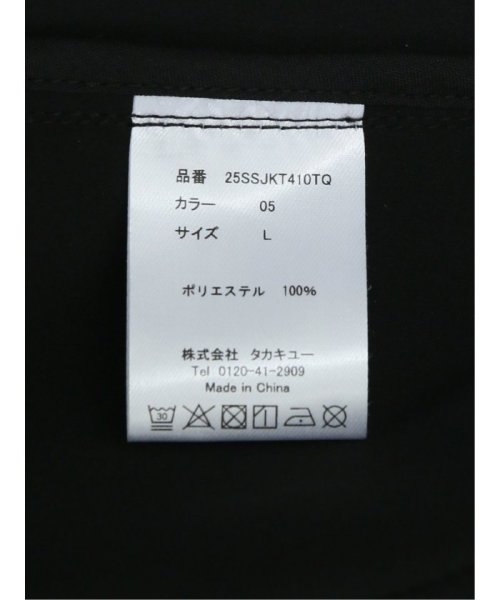 品番 25SSJKT410TQ
カラー 05
サイズ L
ポリエステル 100%
株式会社 タカキュー
Tel 0120-41-2909
Made in China
30